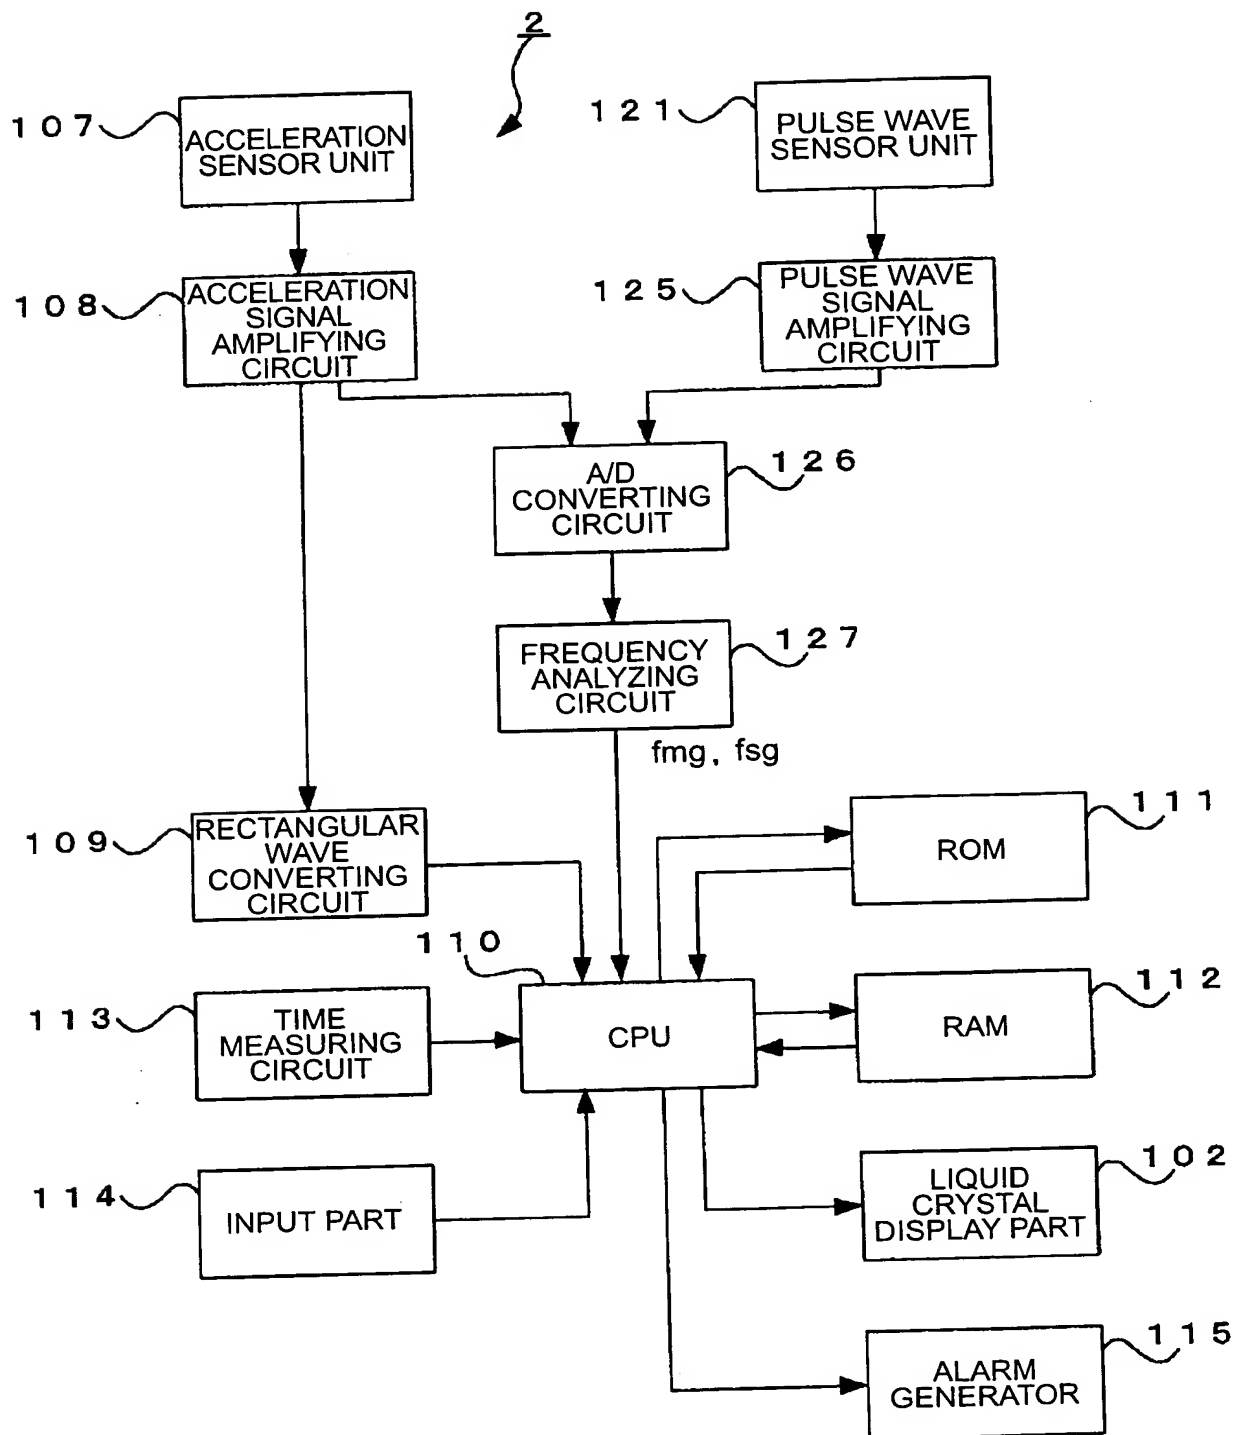 2
107
ACCELERATION
SENSOR UNIT
121
PULSE WAVE
SENSOR UNIT
108
ACCELERATION
SIGNAL
AMPLIFYING
CIRCUIT
125
PULSE WAVE
SIGNAL
AMPLIFYING
CIRCUIT
A/D
CONVERTING
CIRCUIT
126
FREQUENCY
ANALYZING
CIRCUIT
127
fmg, fsg
109
RECTANGULAR
WAVE
CONVERTING
CIRCUIT
ROM
111
110
CPU
113
TIME
MEASURING
CIRCUIT
RAM
112
114
INPUT PART
LIQUID
CRYSTAL
DISPLAY PART
102
ALARM
GENERATOR
115